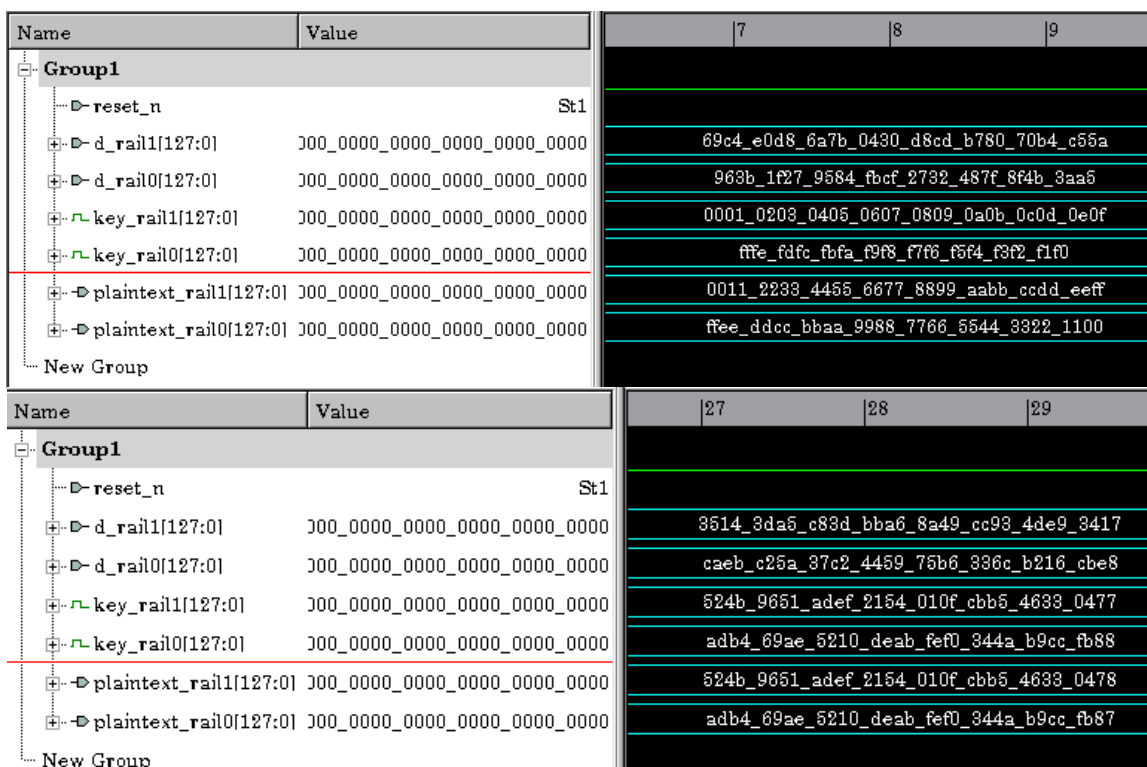 Name Value |7 |8 |9
Group1
reset_n St1
d_rail1[127:0] 000_0000_0000_0000_0000_0000 69c4_e0d8_6a7b_0430_d8cd_b780_70b4_c55a
d_rail0[127:0] 000_0000_0000_0000_0000_0000 963b_1f27_9584_fbcf_2732_487f_8f4b_3aa5
key_rail1[127:0] 000_0000_0000_0000_0000_0000 0001_0203_0405_0607_0809_0a0b_0c0d_0e0f
key_rail0[127:0] 000_0000_0000_0000_0000_0000 fffe_fdfc_fbfa_f9f8_f7f6_f5f4_f3f2_f1f0
plaintext_rail1[127:0] 000_0000_0000_0000_0000_0000 0011_2233_4455_6677_8899_aabb_ccdd_eeff
plaintext_rail0[127:0] 000_0000_0000_0000_0000_0000 ffee_ddcc_bbaa_9988_7766_5544_3322_1100
New Group
Name Value |27 |28 |29
Group1
reset_n St1
d_rail1[127:0] 000_0000_0000_0000_0000_0000 3514_3da5_c83d_bba6_8a49_cc93_4de9_3417
d_rail0[127:0] 000_0000_0000_0000_0000_0000 caeb_c25a_37c2_4459_75b6_336c_b216_cbe8
key_rail1[127:0] 000_0000_0000_0000_0000_0000 524b_9651_adef_2154_010f_cbb5_4633_0477
key_rail0[127:0] 000_0000_0000_0000_0000_0000 adb4_69ae_5210_deab_fef0_344a_b9cc_fb88
plaintext_rail1[127:0] 000_0000_0000_0000_0000_0000 524b_9651_adef_2154_010f_cbb5_4633_0478
plaintext_rail0[127:0] 000_0000_0000_0000_0000_0000 adb4_69ae_5210_deab_fef0_344a_b9cc_fb87
New Group